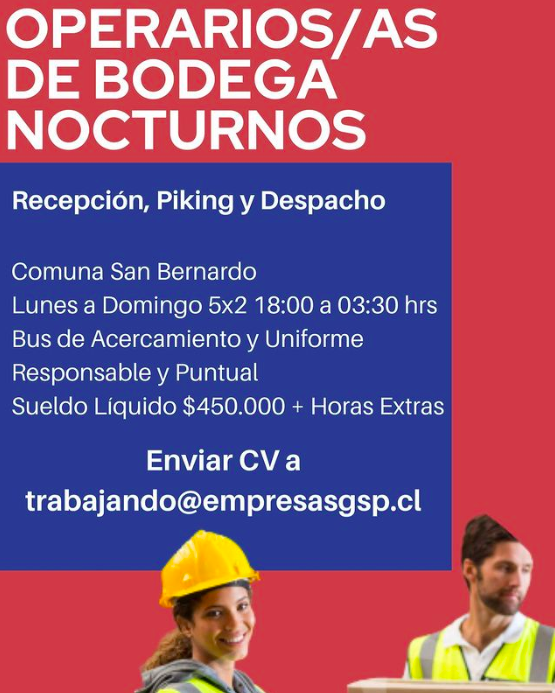 OPERARIOS/AS
DE BODEGA
NOCTURNOS
Recepción, Piking y Despacho
Comuna San Bernardo
Lunes a Domingo 5x2 18:00 a 03:30 hrs
Bus de Acercamiento y Uniforme
Responsable y Puntual
Sueldo Líquido $450.000 + Horas Extras
Enviar CV a
trabajando@empresasgsp.cl